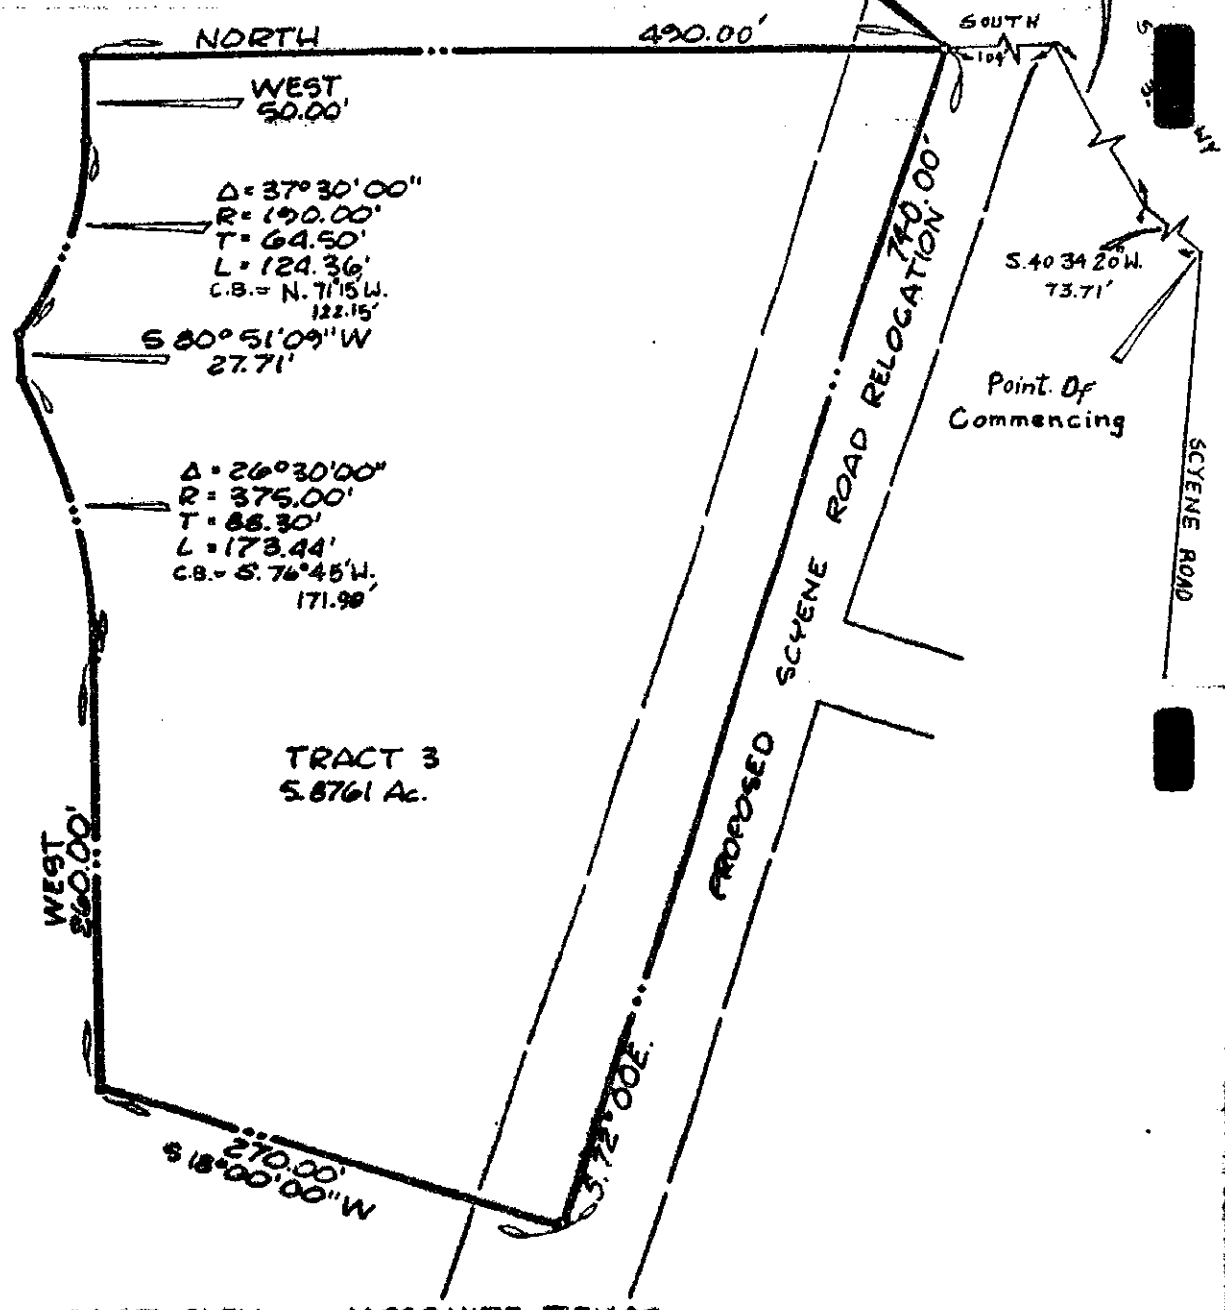 NORTH
490.00'
SOUTH
104'
WEST
50.00'
Δ = 37°30'00"
R = 190.00'
T = 64.50'
L = 124.36'
C.B. = N. 71°15'W.
122.15'
S 80°51'09"W
27.71'
Δ = 26°30'00"
R = 375.00'
T = 88.30'
L = 173.44'
C.B. = S. 76°45'W.
171.90'
TRACT 3
5.8761 Ac.
WEST
270.00'
S 18°00'00"W
S.72°00E.
740.00'
PROPOSED SCYENE ROAD RELOCATION
S.40 34 20"W.
73.71'
Point Of
Commencing
SCYENE ROAD